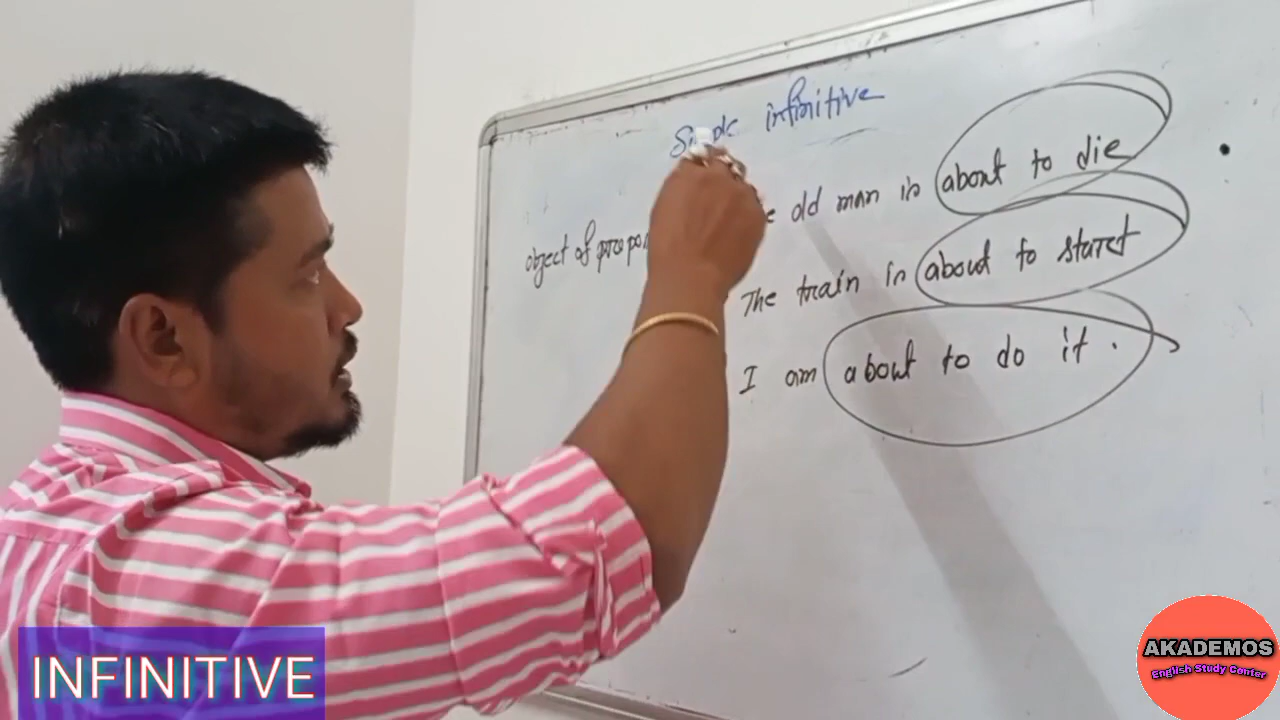 Simple infinitive
old man is about to die
object of
The train is about to start
I am about to do it .
INFINITIVE
AKADEMOS
English Study Center